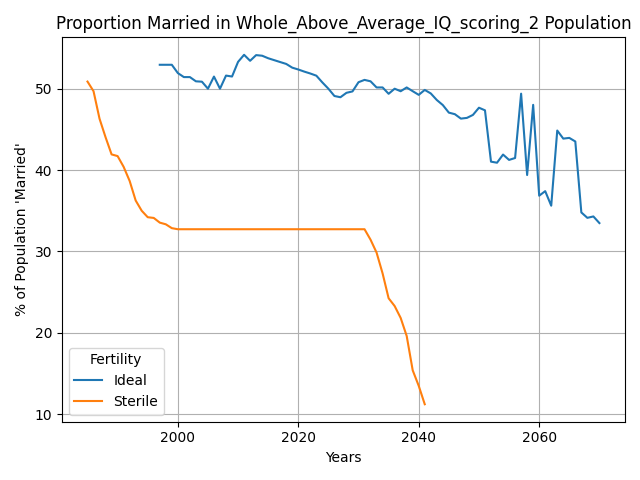 Proportion Married in Whole_Above_Average_IQ_scoring_2 Population
% of Population 'Married'
50
40
30
20
10
Fertility
Ideal
Sterile
2000 2020 2040 2060
Years